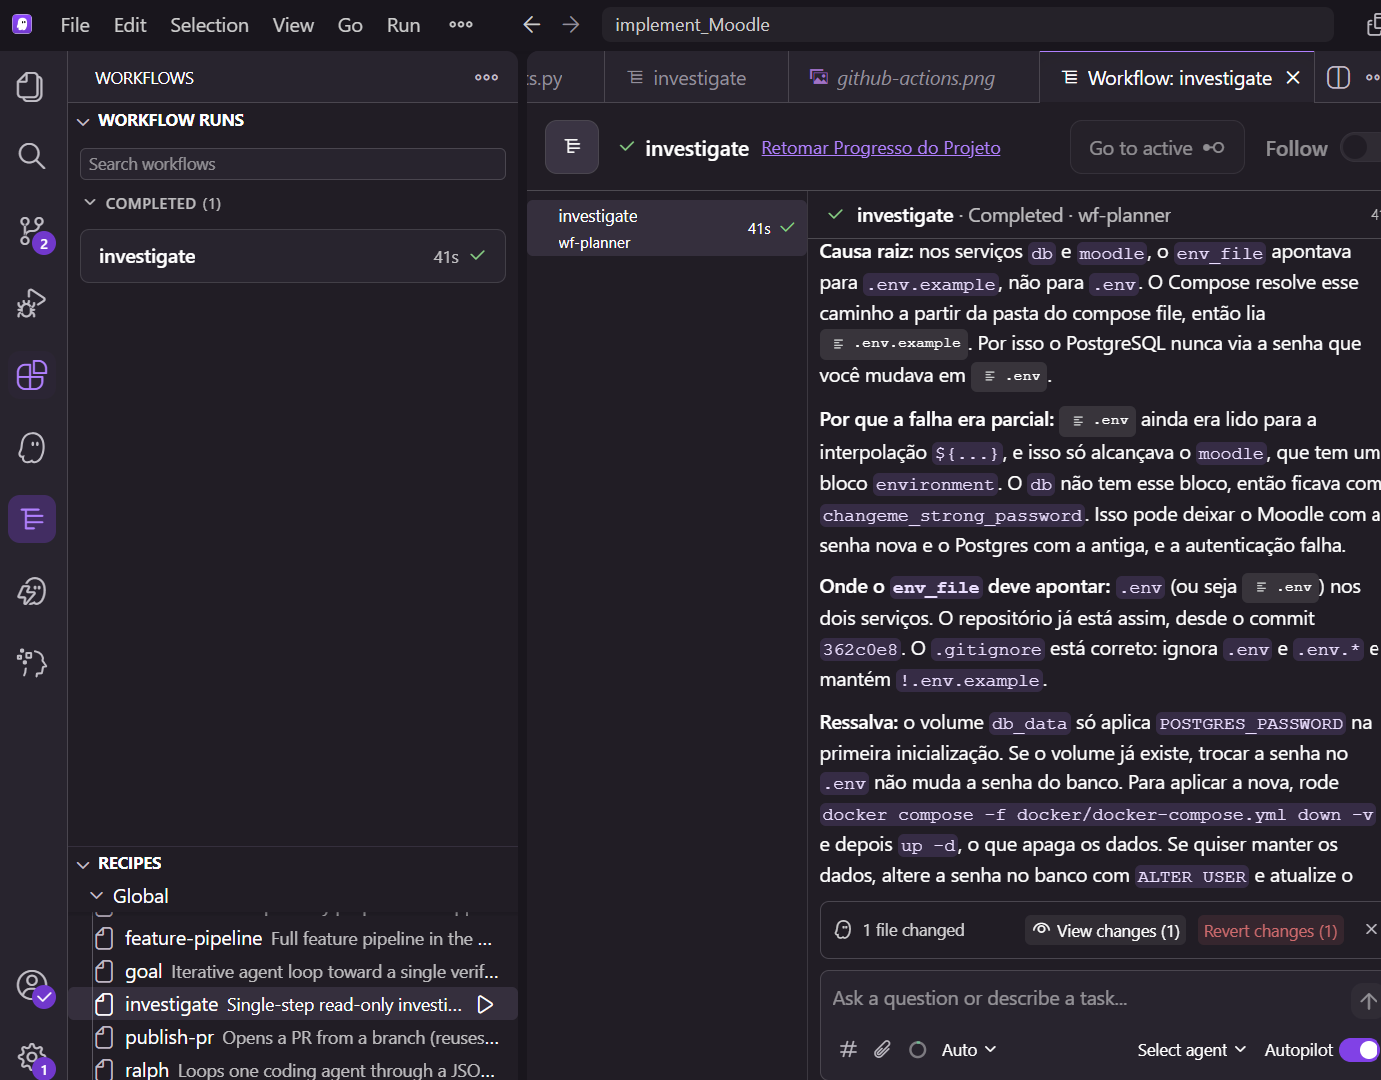 File Edit Selection View Go Run
implement_Moodle
WORKFLOWS
WORKFLOW RUNS
Search workflows
COMPLETED (1)
investigate 41s
s.py
investigate
github-actions.png
Workflow: investigate
investigate Retomar Progresso do Projeto
Go to active
Follow
investigate
wf-planner
41s
investigate · Completed · wf-planner
Causa raiz: nos serviços db e moodle, o env_file apontava
para .env.example, não para .env. O Compose resolve esse
caminho a partir da pasta do compose file, então lia
.env.example. Por isso o PostgreSQL nunca via a senha que
você mudava em .env.
Por que a falha era parcial: .env ainda era lido para a
interpolação ${...}, e isso só alcançava o moodle, que tem um
bloco environment. O db não tem esse bloco, então ficava com
changeme_strong_password. Isso pode deixar o Moodle com a
senha nova e o Postgres com a antiga, e a autenticação falha.
Onde o env_file deve apontar: .env (ou seja .env) nos
dois serviços. O repositório já está assim, desde o commit
362c0e8. O .gitignore está correto: ignora .env e .env.* e
mantém !.env.example.
Ressalva: o volume db_data só aplica POSTGRES_PASSWORD na
primeira inicialização. Se o volume já existe, trocar a senha no
.env não muda a senha do banco. Para aplicar a nova, rode
docker compose -f docker/docker-compose.yml down -v
e depois up -d, o que apaga os dados. Se quiser manter os
dados, altere a senha no banco com ALTER USER e atualize o
1 file changed
View changes (1)
Revert changes (1)
Ask a question or describe a task...
Auto
Select agent
Autopilot
RECIPES
Global
feature-pipeline Full feature pipeline in the ...
goal Iterative agent loop toward a single verif...
investigate Single-step read-only investi...
publish-pr Opens a PR from a branch (reuses...
ralph Loops one coding agent through a JSO...
2
1